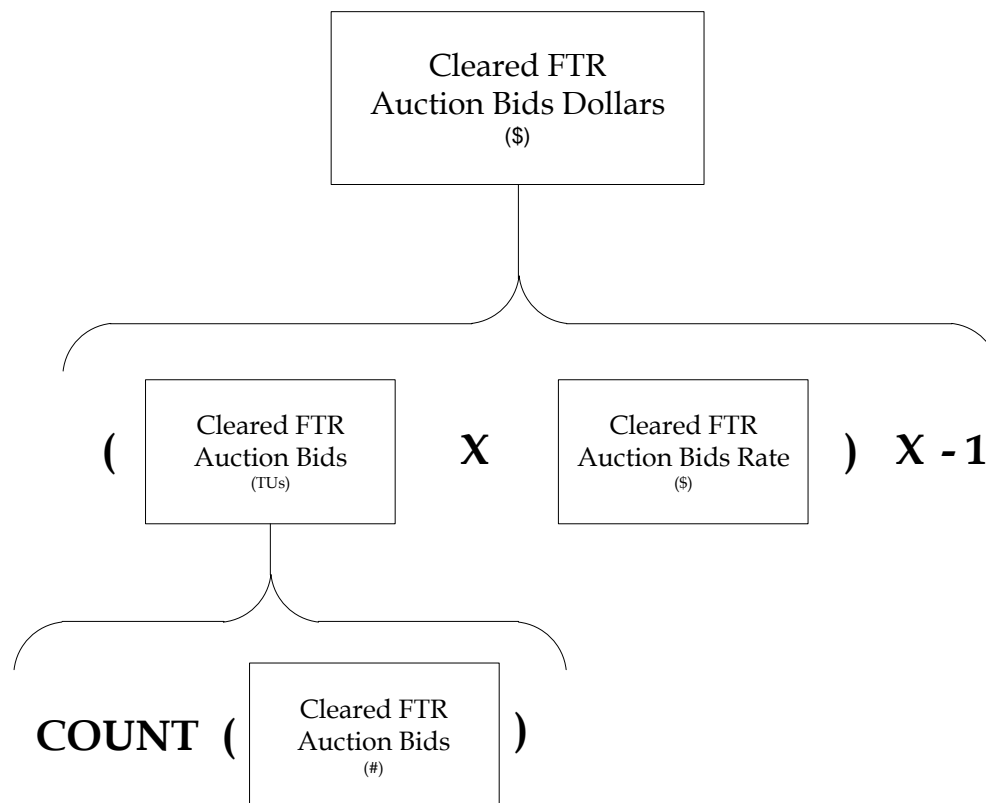 Cleared FTR
Auction Bids Dollars
($)
(
Cleared FTR
Auction Bids
(TUs)
X
Cleared FTR
Auction Bids Rate
($)
) X - 1
COUNT (
Cleared FTR
Auction Bids
(#)
)